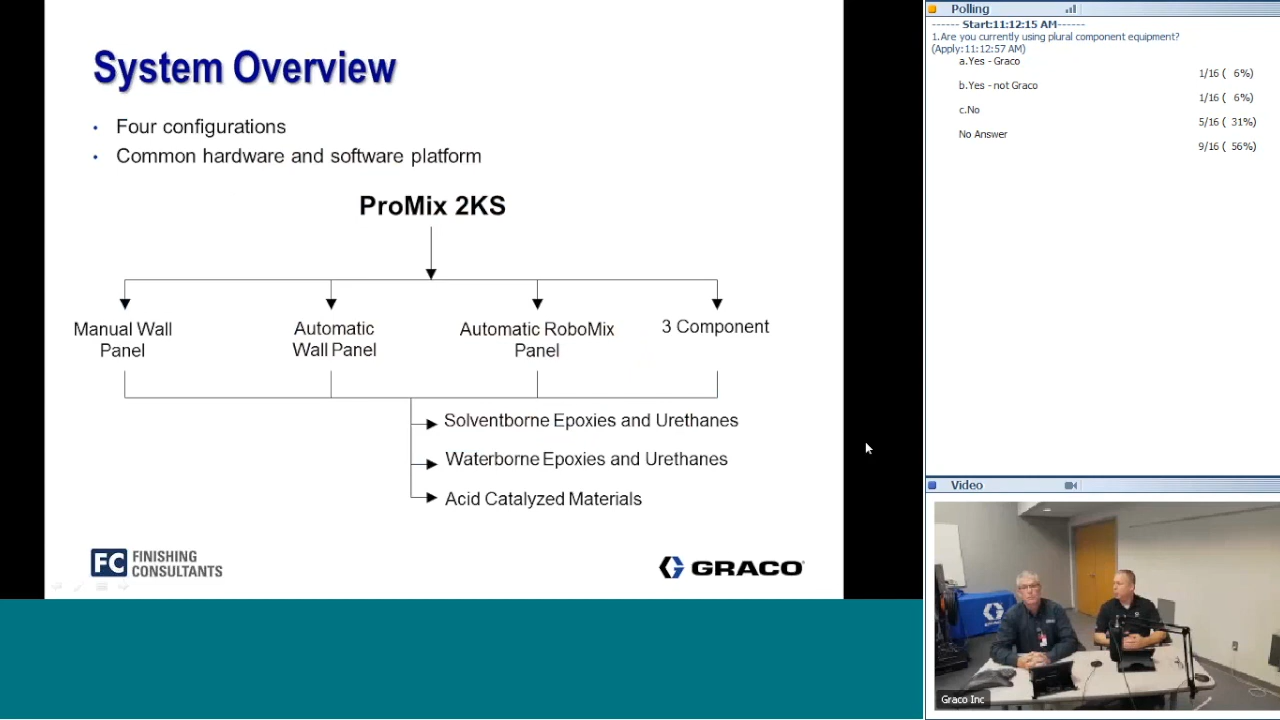 System Overview
• Four configurations
• Common hardware and software platform
ProMix 2KS
Manual Wall
Panel
Automatic
Wall Panel
Automatic RoboMix
Panel
3 Component
Solventborne Epoxies and Urethanes
Waterborne Epoxies and Urethanes
Acid Catalyzed Materials
FC FINISHING
CONSULTANTS
GRACO
Polling
------ Start:11:12:15 AM------
1.Are you currently using plural component equipment?
(Apply:11:12:57 AM)
a.Yes - Graco
1/16 ( 6%)
b.Yes - not Graco
1/16 ( 6%)
c.No
5/16 ( 31%)
No Answer
9/16 ( 56%)
Video
Graco Inc